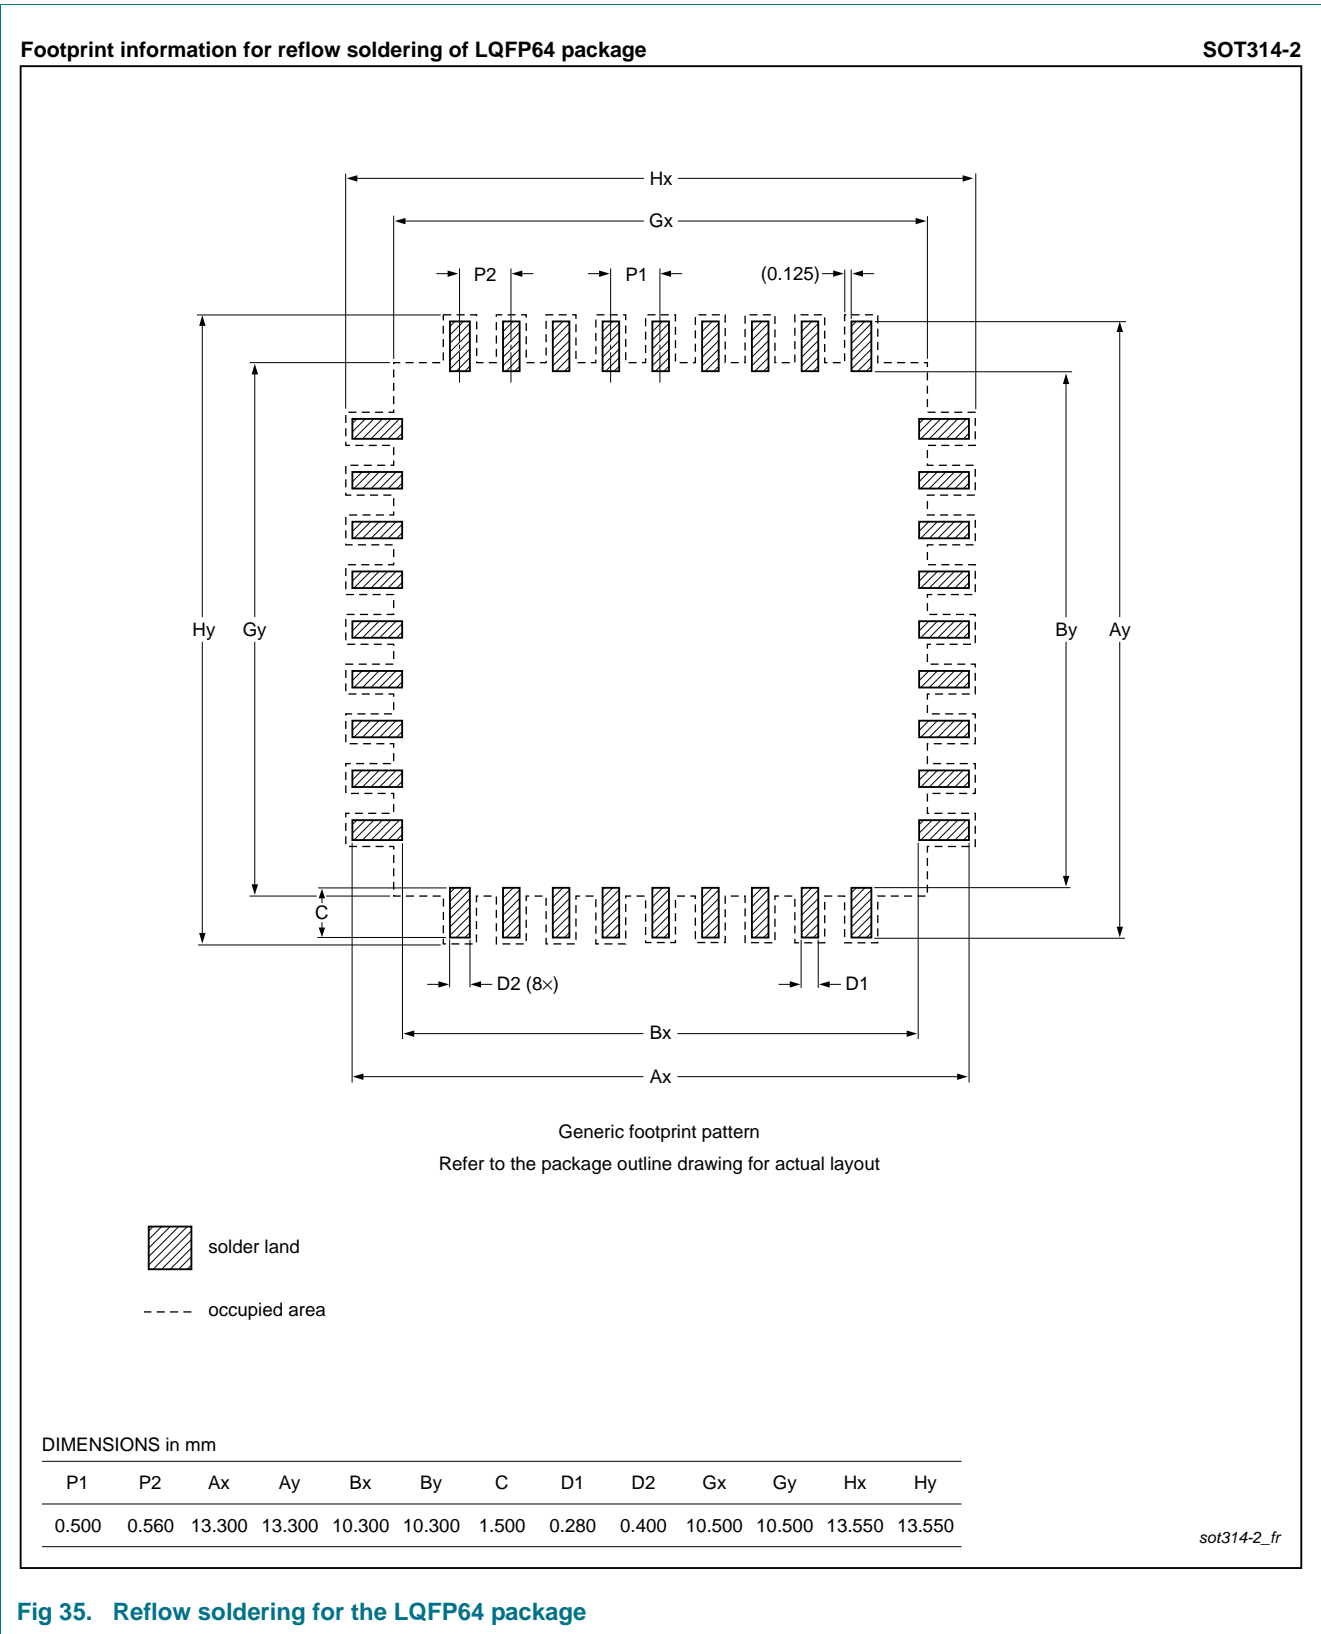 Footprint information for reflow soldering of LQFP64 package SOT314-2
Hx
Gx
P2 P1 (0.125)
Hy Gy By Ay
C
D2 (8×) D1
Bx
Ax
Generic footprint pattern
Refer to the package outline drawing for actual layout
solder land
occupied area
DIMENSIONS in mm
P1 P2 Ax Ay Bx By C D1 D2 Gx Gy Hx Hy
0.500 0.560 13.300 13.300 10.300 10.300 1.500 0.280 0.400 10.500 10.500 13.550 13.550
sot314-2_fr
Fig 35. Reflow soldering for the LQFP64 package